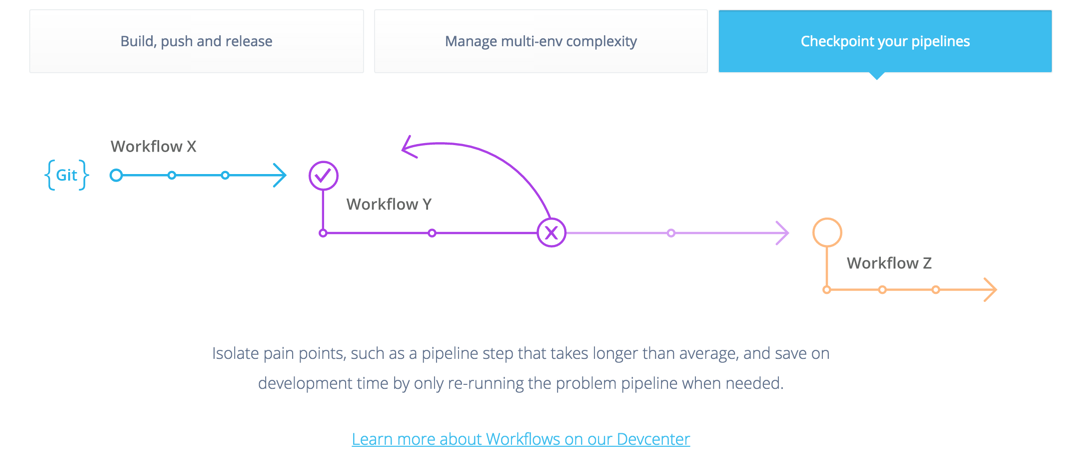 Build, push and release
Manage multi-env complexity
Checkpoint your pipelines
Workflow X
{Git}
Workflow Y
Workflow Z
Isolate pain points, such as a pipeline step that takes longer than average, and save on
development time by only re-running the problem pipeline when needed.
Learn more about Workflows on our Devcenter